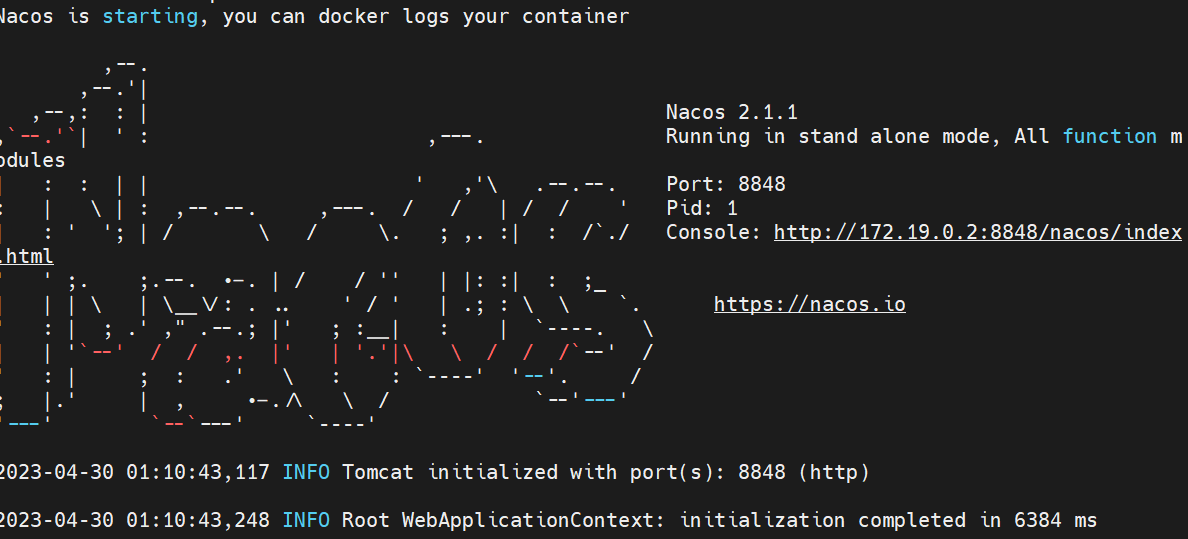 Nacos is starting, you can docker logs your container
Nacos 2.1.1
Running in stand alone mode, All function m
odules
Port: 8848
Pid: 1
Console: http://172.19.0.2:8848/nacos/index
.html
https://nacos.io
2023-04-30 01:10:43,117 INFO Tomcat initialized with port(s): 8848 (http)
2023-04-30 01:10:43,248 INFO Root WebApplicationContext: initialization completed in 6384 ms